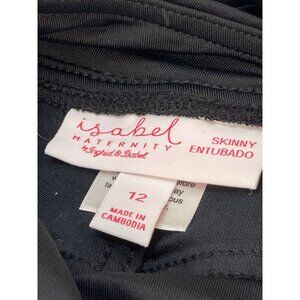 isabel
MATERNITY
by Ingrid & Isabel
SKINNY
ENTUBADO
12
MADE IN
CAMBODIA